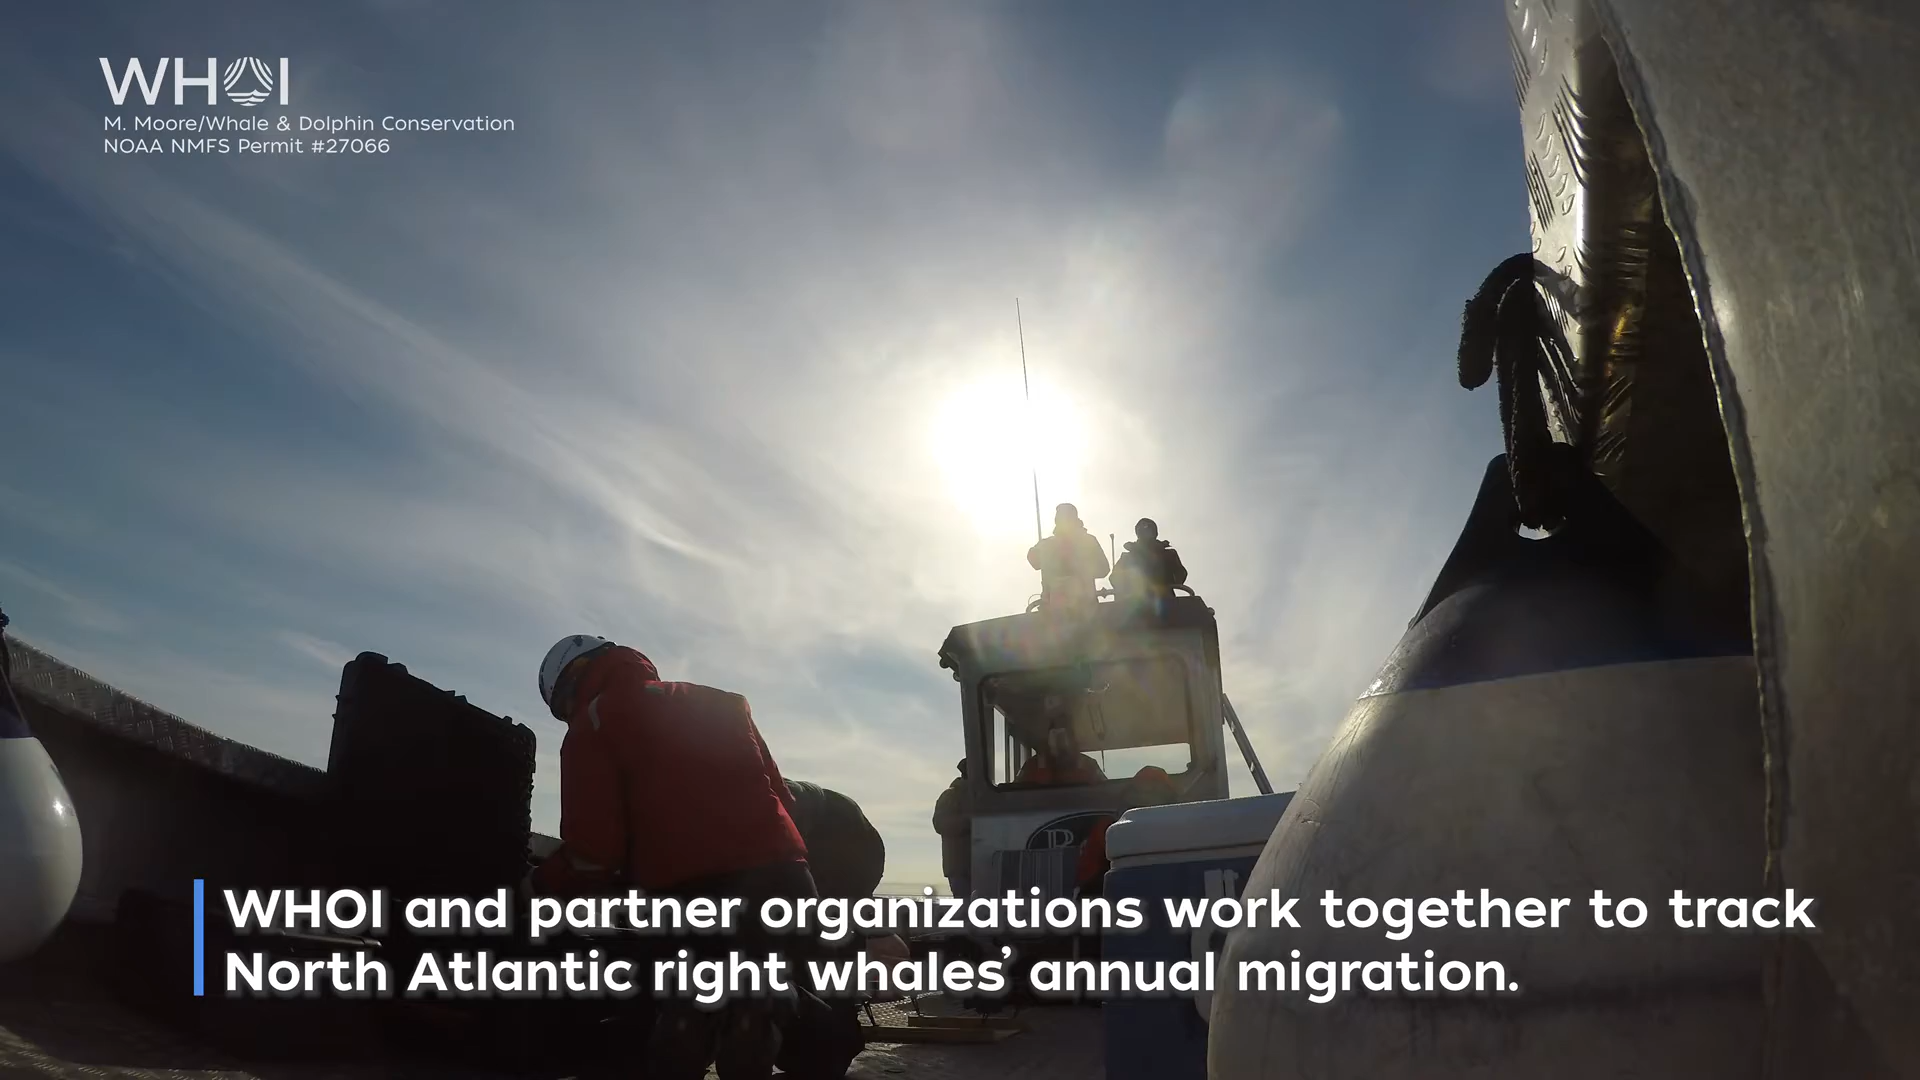 WHOI
M. Moore/Whale & Dolphin Conservation
NOAA NMFS Permit #27066
WHOI and partner organizations work together to track
North Atlantic right whales’ annual migration.